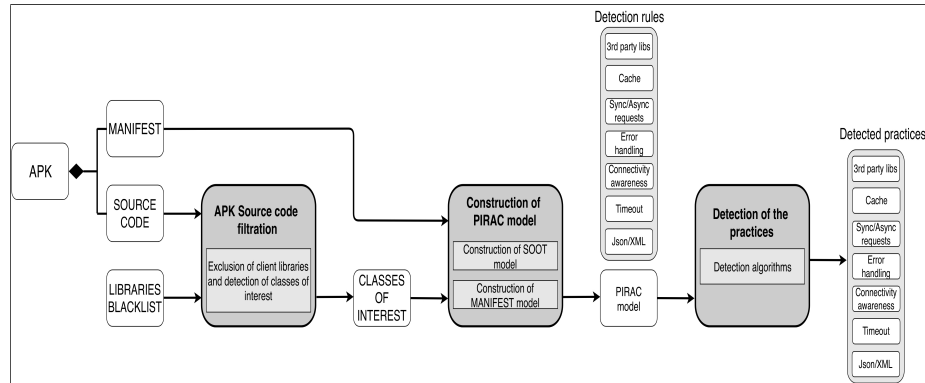 Detection rules
3rd party libs
Cache
Sync/Async
requests
Error
handling
Connectivity
awareness
Timeout
Json/XML
APK
MANIFEST
SOURCE
CODE
LIBRARIES
BLACKLIST
APK Source code
filtration
Exclusion of client libraries
and detection of classes of
interest
CLASSES
OF
INTEREST
Construction of
PIRAC model
Construction of SOOT
model
Construction of
MANIFEST model
PIRAC
model
Detection of the
practices
Detection algorithms
Detected practices
3rd party libs
Cache
Sync/Async
requests
Error
handling
Connectivity
awareness
Timeout
Json/XML